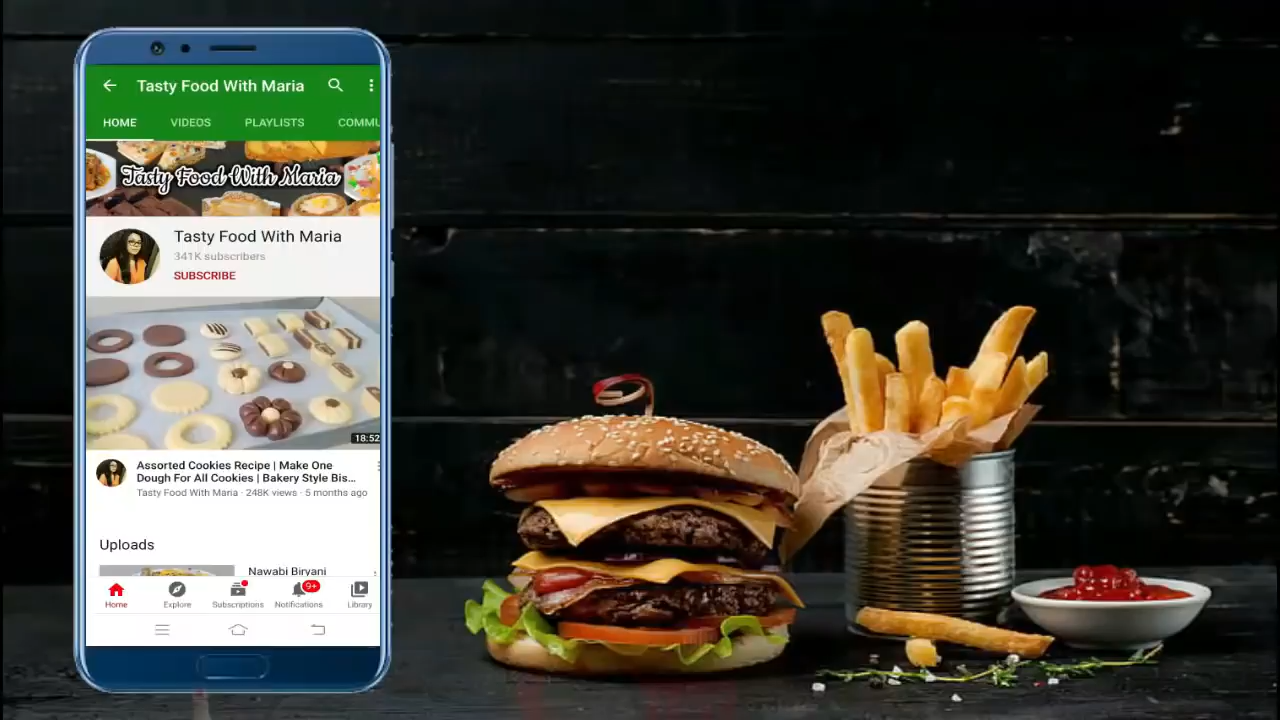 Tasty Food With Maria
HOME VIDEOS PLAYLISTS COMMU
Tasty Food With Maria
Tasty Food With Maria
341K subscribers
SUBSCRIBE
18:52
Assorted Cookies Recipe | Make One
Dough For All Cookies | Bakery Style Bis...
Tasty Food With Maria · 248K views · 5 months ago
Uploads
Nawabi Biryani
9+
Home Explore Subscriptions Notifications Library